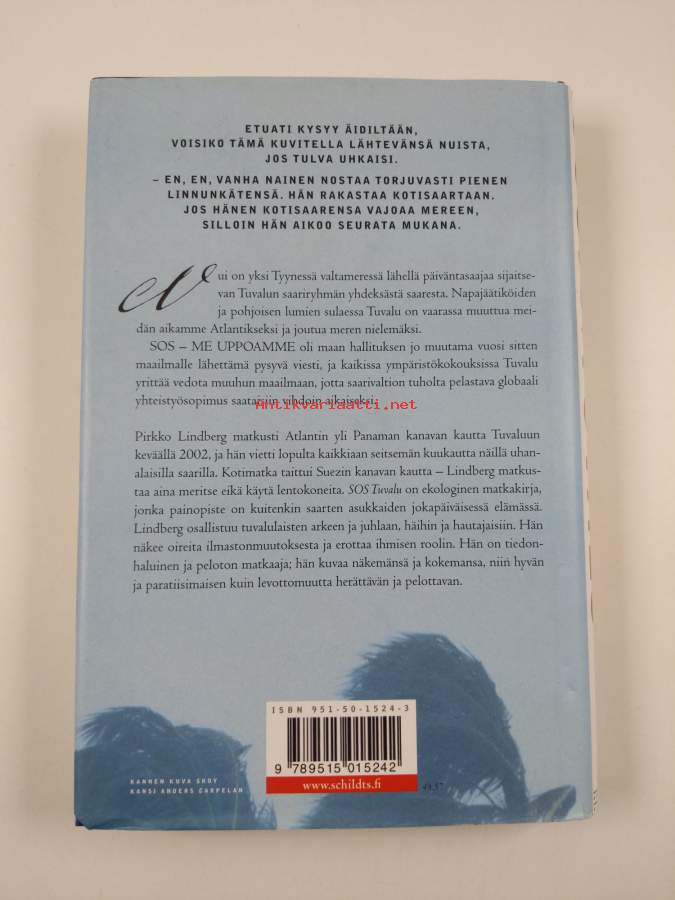 ETUATI KYSYY ÄIDILTÄÄN,
VOISIKO TÄMÄ KUVITELLA LÄHTEVÄNSÄ NUISTA,
JOS TULVA UHKAISI.
– EN, EN, VANHA NAINEN NOSTAA TORJUVASTI PIENEN
LINNUNKÄTENSÄ. HÄN RAKASTAA KOTISAARTAAN.
JOS HÄNEN KOTISAARENSA VAJOAA MEREEN,
SILLOIN HÄN AIKOO SEURATA MUKANA.
Nui on yksi Tyynessä valtameressä lähellä päiväntasaajaa sijaitse-
van Tuvalun saariryhmän yhdeksästä saaresta. Napajäätiköiden
ja pohjoisen lumien sulaessa Tuvalu on vaarassa muuttua mei-
dän aikamme Atlantikseksi ja joutua meren nielemäksi.
SOS – ME UPPOAMME oli maan hallituksen jo muutama vuosi sitten
maailmalle lähettämä pysyvä viesti, ja kaikissa ympäristökokouksissa Tuvalu
yrittää vedota muuhun maailmaan, jotta saarivaltion tuholta pelastava globaali
yhteistyösopimus saataisiin vihdoin aikaiseksi.
Antikvariaatti.net
Pirkko Lindberg matkusti Atlantin yli Panaman kanavan kautta Tuvaluun
keväällä 2002, ja hän vietti lopulta kaikkiaan seitsemän kuukautta näillä uhan-
alaisilla saarilla. Kotimatka taittui Suezin kanavan kautta – Lindberg matkus-
taa aina meritse eikä käytä lentokoneita. SOS Tuvalu on ekologinen matkakirja,
jonka painopiste on kuitenkin saarten asukkaiden jokapäiväisessä elämässä.
Lindberg osallistuu tuvalulaisten arkeen ja juhlaan, häihin ja hautajaisiin. Hän
näkee oireita ilmastonmuutoksesta ja erottaa ihmisen roolin. Hän on tiedon-
haluinen ja peloton matkaaja; hän kuvaa näkemänsä ja kokemansa, niin hyvän
ja paratiisimaisen kuin levottomuutta herättävän ja pelottavan.
ISBN 951-50-1524-3
9 789515 015242
www.schildts.fi
49.57
KANNEN KUVA SKOY
KANSI ANDERS CARPELAN